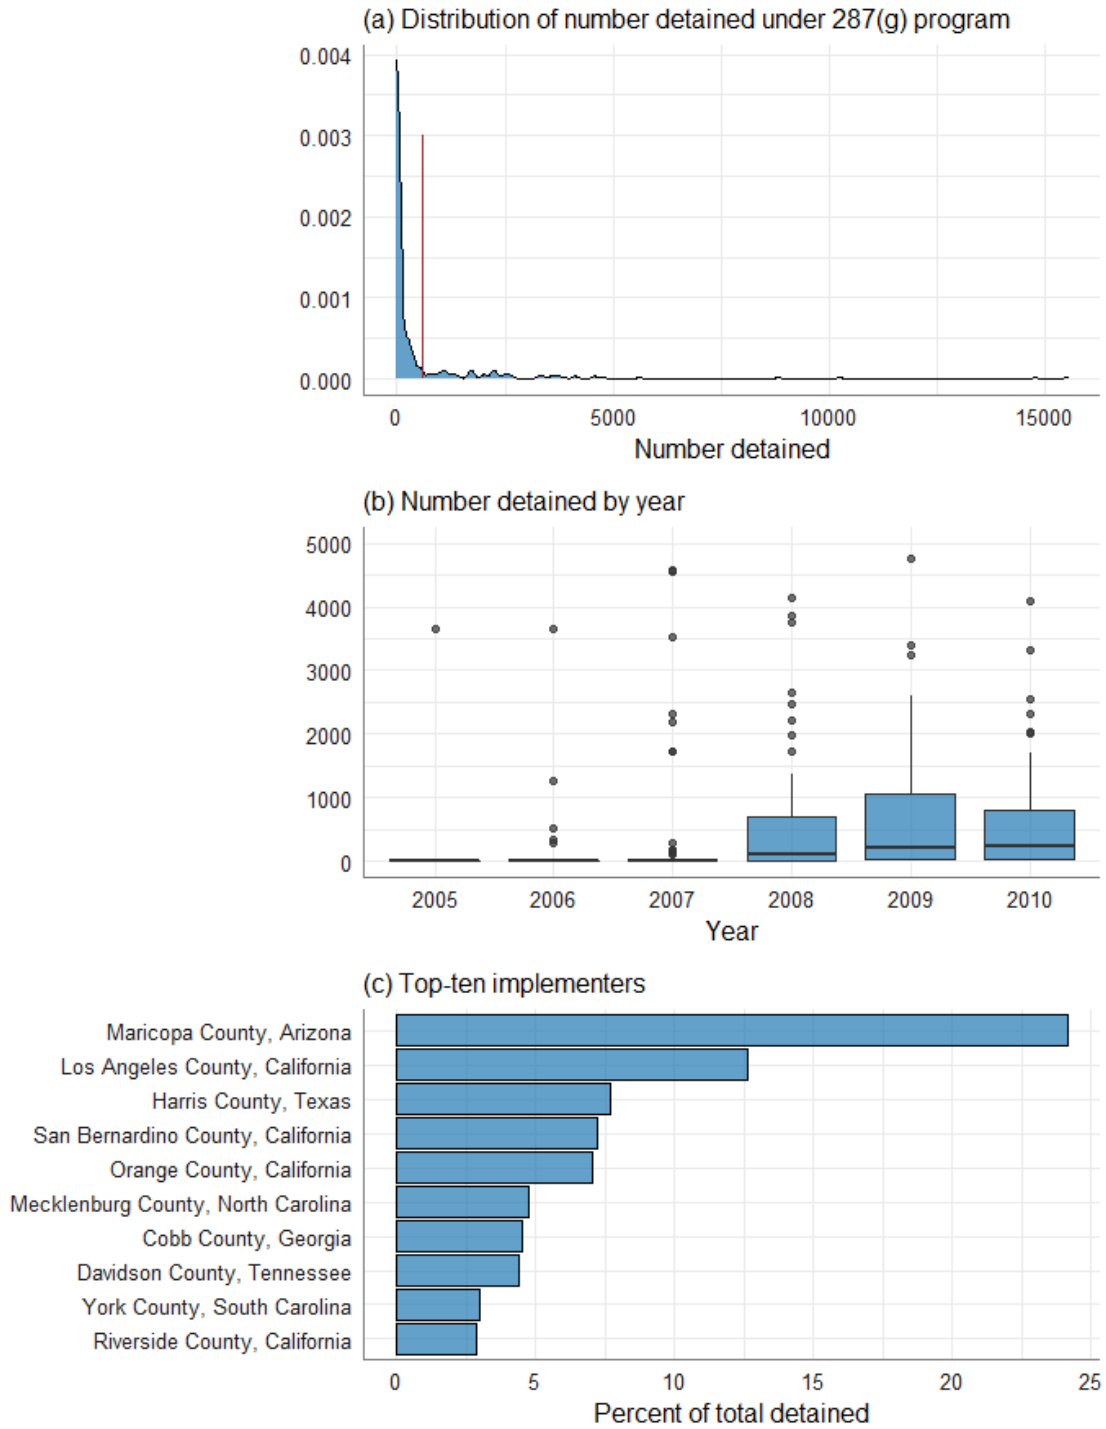 (a) Distribution of number detained under 287(g) program
0.004
0.003
0.002
0.001
0.000
0 5000 10000 15000
Number detained
(b) Number detained by year
5000
4000
3000
2000
1000
0
2005 2006 2007 2008 2009 2010
Year
(c) Top-ten implementers
Maricopa County, Arizona
Los Angeles County, California
Harris County, Texas
San Bernardino County, California
Orange County, California
Mecklenburg County, North Carolina
Cobb County, Georgia
Davidson County, Tennessee
York County, South Carolina
Riverside County, California
0 5 10 15 20 25
Percent of total detained